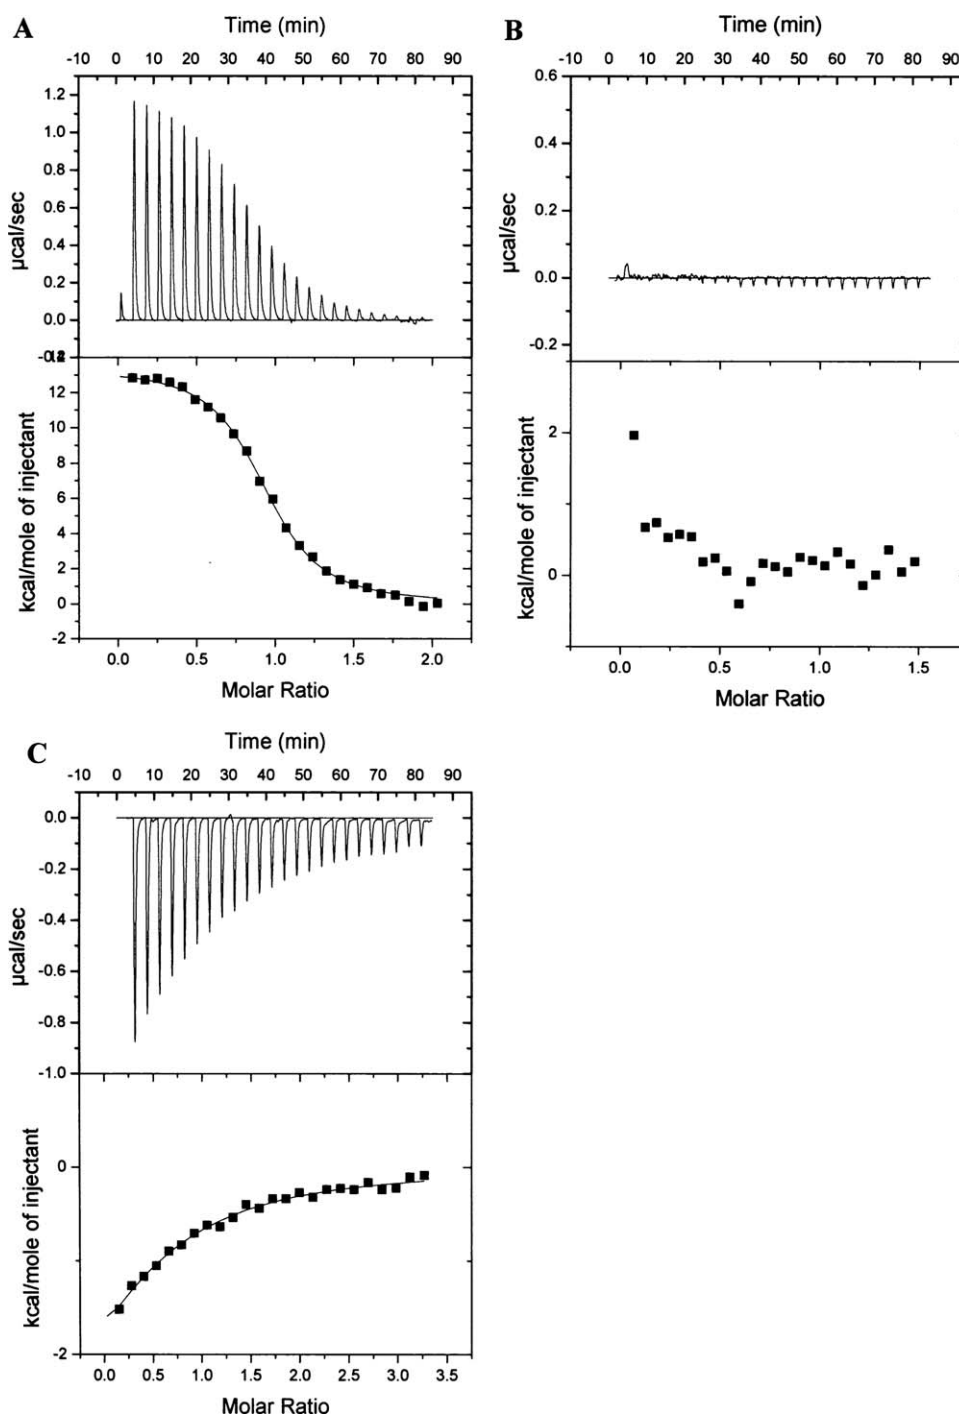 A
Time (min)
-10 0 10 20 30 40 50 60 70 80 90
1.2
1.0
0.8
0.6
0.4
0.2
0.0
µcal/sec
12
10
8
6
4
2
0
-2
kcal/mole of injectant
0.0 0.5 1.0 1.5 2.0
Molar Ratio
B
Time (min)
-10 0 10 20 30 40 50 60 70 80 90
0.6
0.4
0.2
0.0
-0.2
µcal/sec
2
0
kcal/mole of injectant
0.0 0.5 1.0 1.5
Molar Ratio
C
Time (min)
-10 0 10 20 30 40 50 60 70 80 90
0.0
-0.2
-0.4
-0.6
-0.8
-1.0
µcal/sec
0
-2
kcal/mole of injectant
0.0 0.5 1.0 1.5 2.0 2.5 3.0 3.5
Molar Ratio